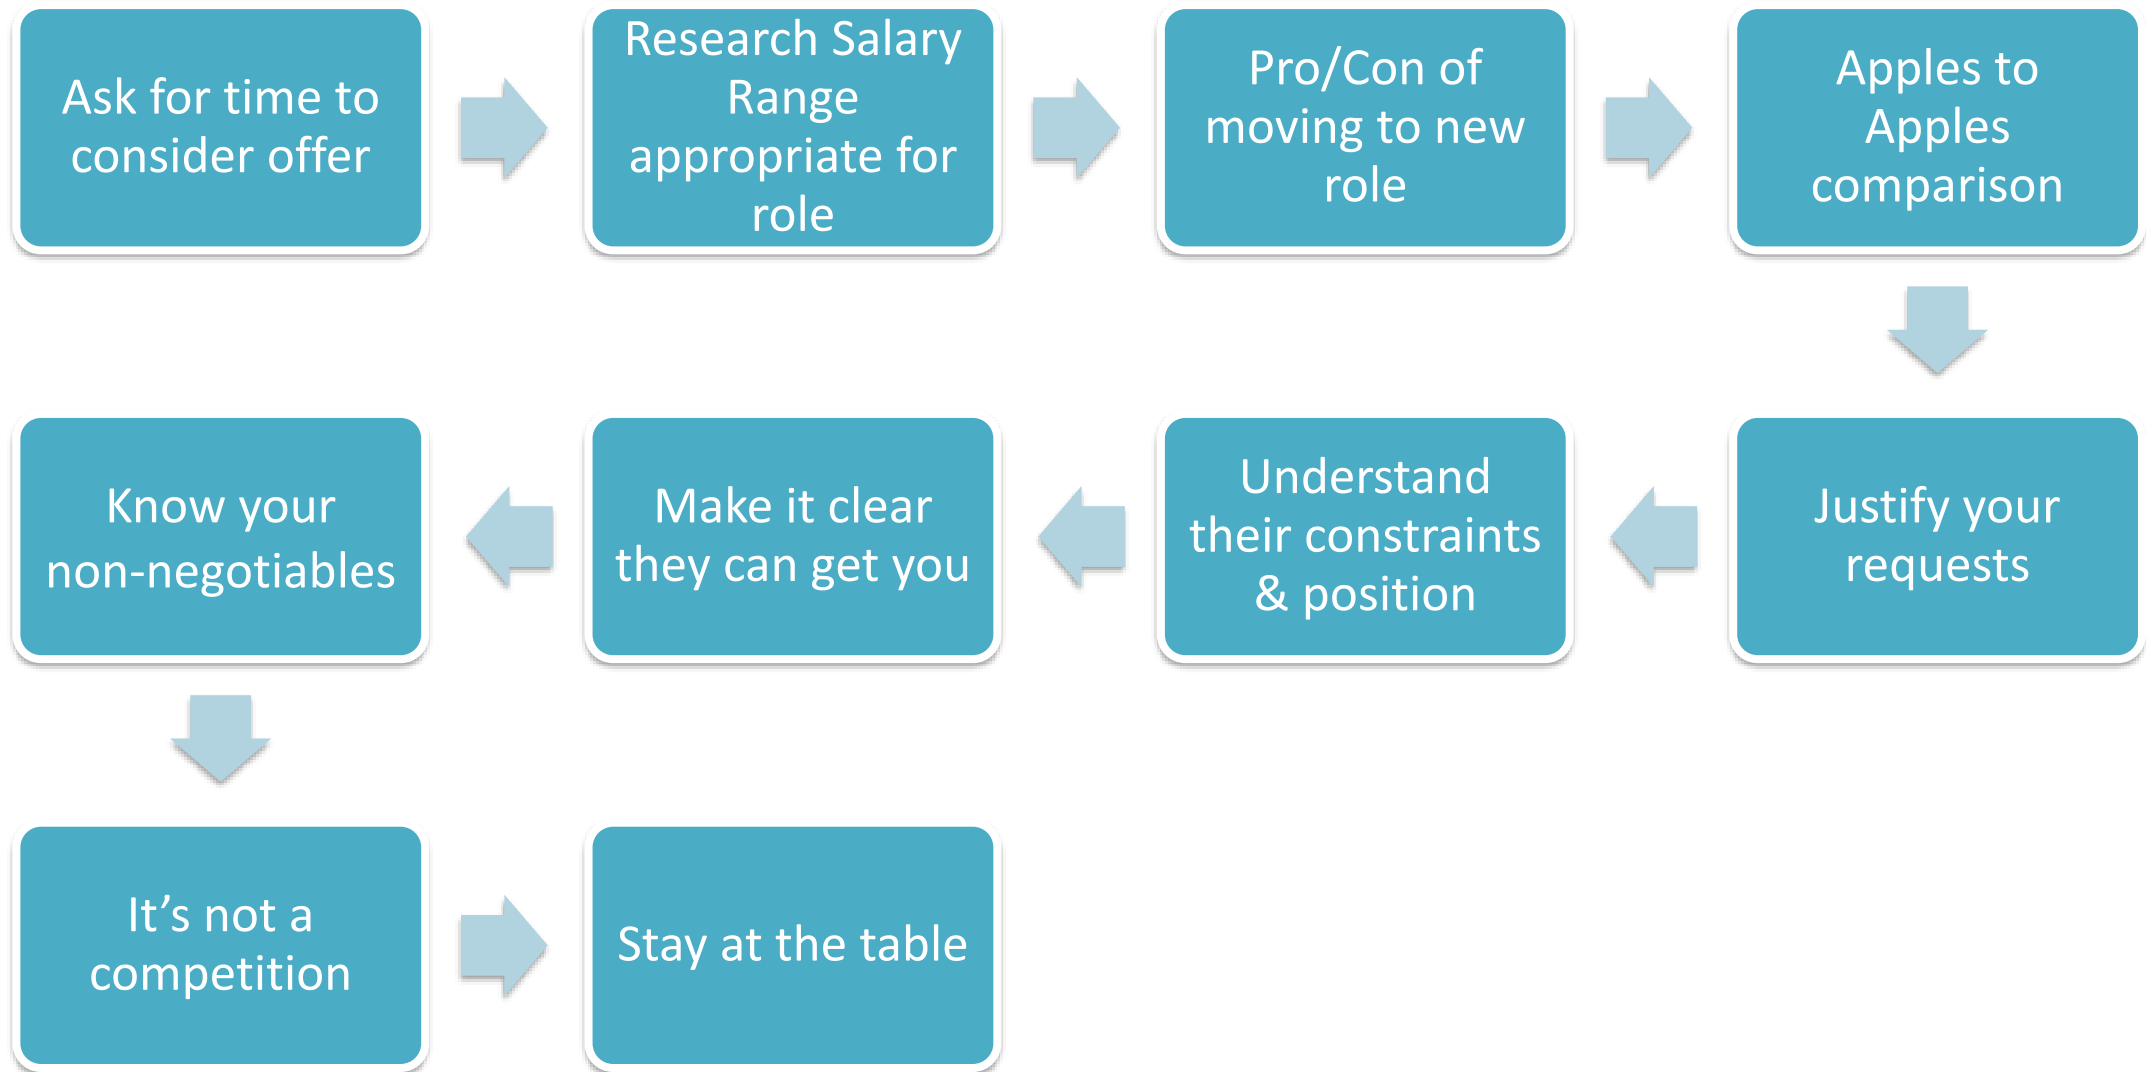 Ask for time to
consider offer
Research Salary
Range
appropriate for
role
Pro/Con of
moving to new
role
Apples to
Apples
comparison
Justify your
requests
Understand
their constraints
& position
Make it clear
they can get you
Know your
non-negotiables
It’s not a
competition
Stay at the table